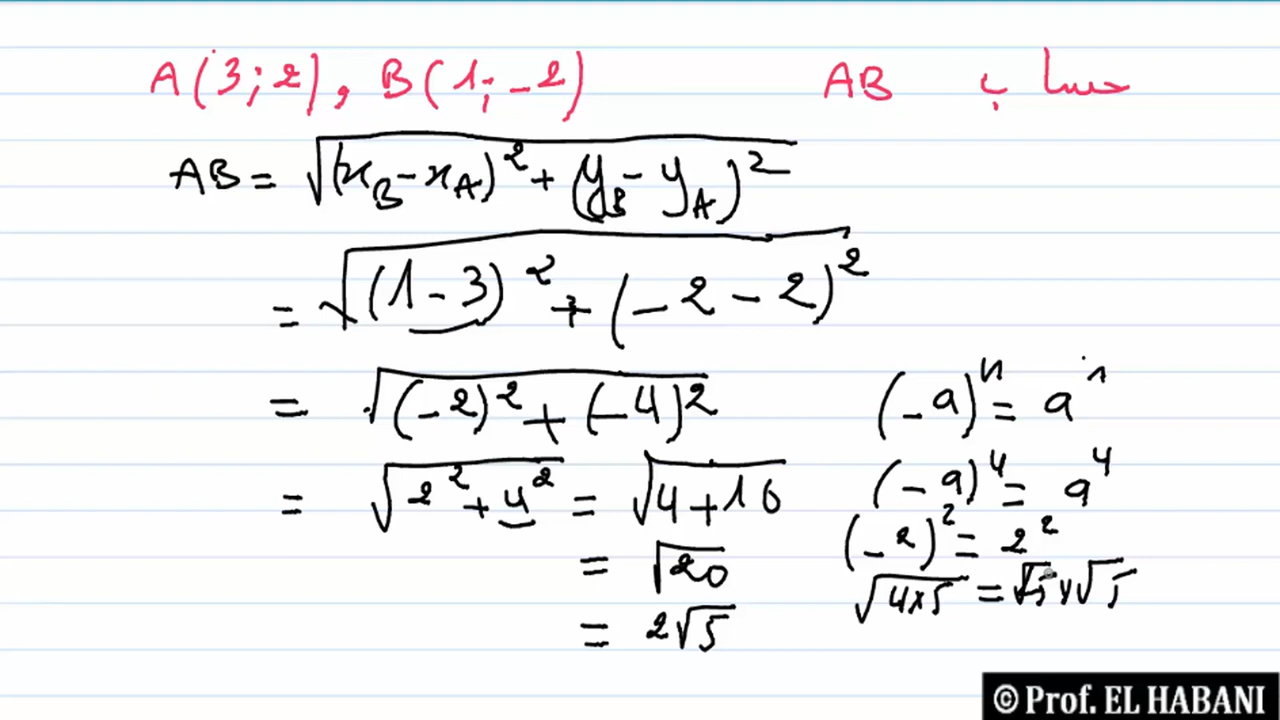 A(3;2), B(1;-2) حساب AB
AB = √((x_B - x_A)² + (y_B - y_A)²)
= √((1-3)² + (-2-2)²)
= √((-2)² + (-4)²)
(-a)ⁿ = aⁿ
= √(2² + 4²) = √(4+16)
(-a)⁴ = a⁴
(-2)² = 2²
= √20
√(4×5) = √5×√5
= 2√5
© Prof. EL HABANI